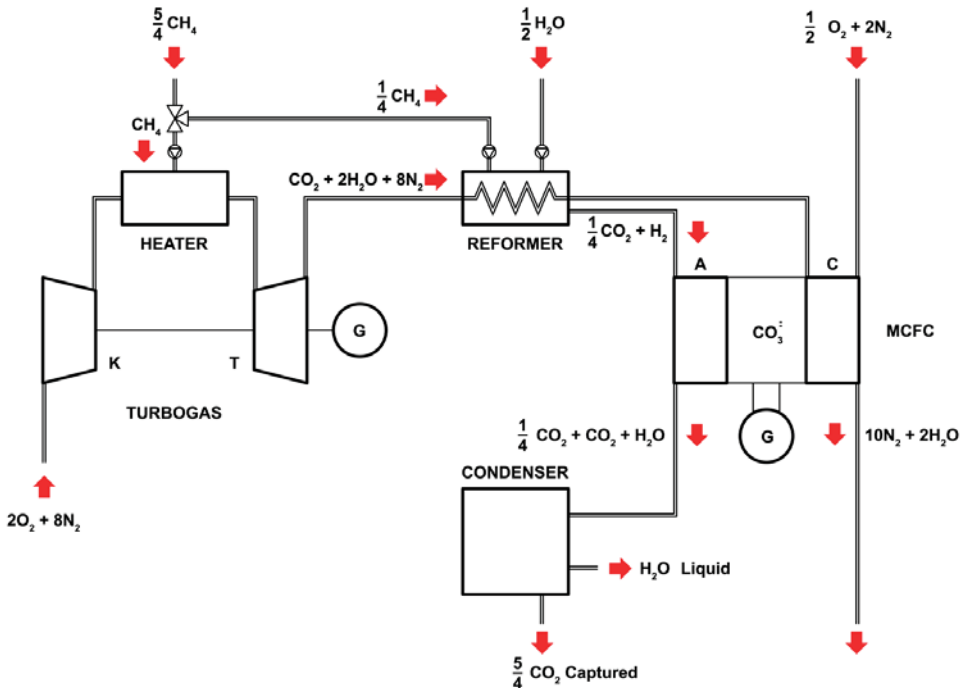 5/4 CH₄
1/2 H₂O
1/2 O₂ + 2N₂
1/4 CH₄
CH₄
CO₂ + 2H₂O + 8N₂
HEATER
REFORMER
1/4 CO₂ + H₂
A
C
K
T
G
CO₃⁚
MCFC
TURBOGAS
1/4 CO₂ + CO₂ + H₂O
G
10N₂ + 2H₂O
CONDENSER
2O₂ + 8N₂
H₂O Liquid
5/4 CO₂ Captured